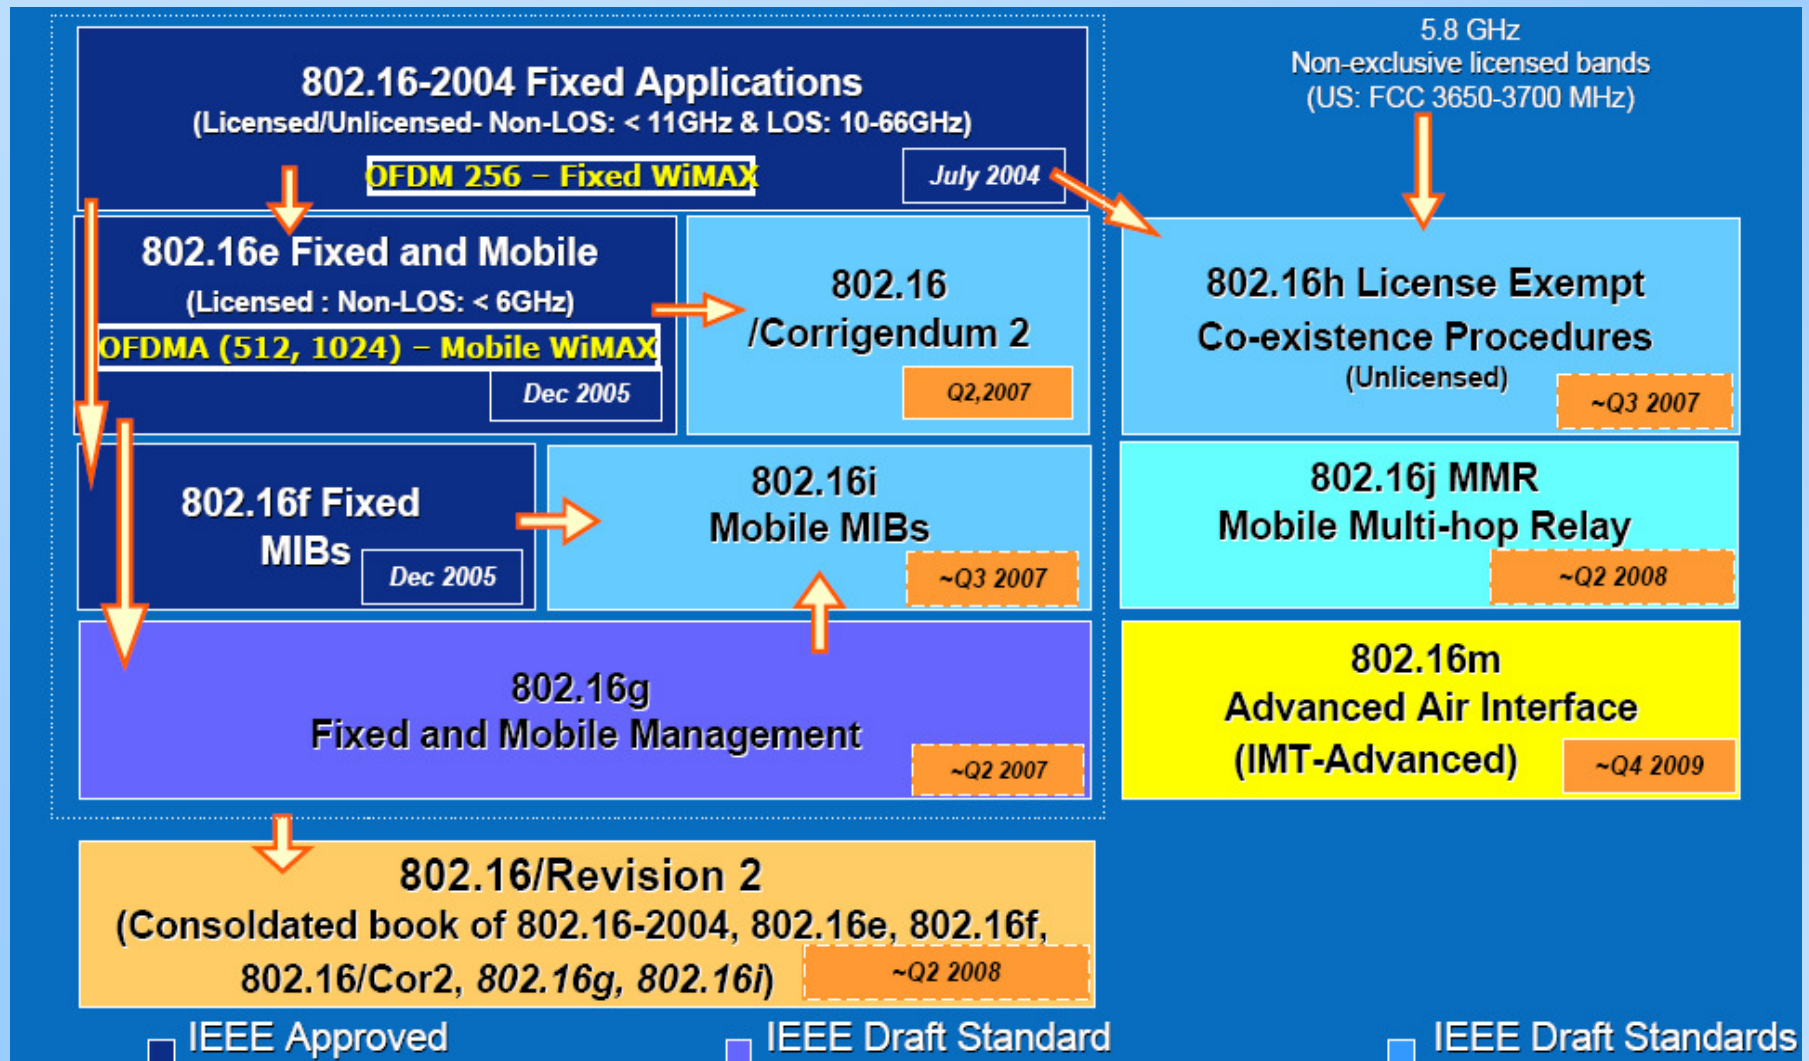 802.16-2004 Fixed Applications
(Licensed/Unlicensed- Non-LOS: < 11GHz & LOS: 10-66GHz)
OFDM 256 – Fixed WiMAX
July 2004
5.8 GHz
Non-exclusive licensed bands
(US: FCC 3650-3700 MHz)
802.16e Fixed and Mobile
(Licensed : Non-LOS: < 6GHz)
OFDMA (512, 1024) – Mobile WiMAX
Dec 2005
802.16
/Corrigendum 2
Q2,2007
802.16h License Exempt
Co-existence Procedures
(Unlicensed)
~Q3 2007
802.16f Fixed
MIBs
Dec 2005
802.16i
Mobile MIBs
~Q3 2007
802.16j MMR
Mobile Multi-hop Relay
~Q2 2008
802.16g
Fixed and Mobile Management
~Q2 2007
802.16m
Advanced Air Interface
(IMT-Advanced)
~Q4 2009
802.16/Revision 2
(Consoldated book of 802.16-2004, 802.16e, 802.16f,
802.16/Cor2, 802.16g, 802.16i)
~Q2 2008
IEEE Approved
IEEE Draft Standard
IEEE Draft Standards